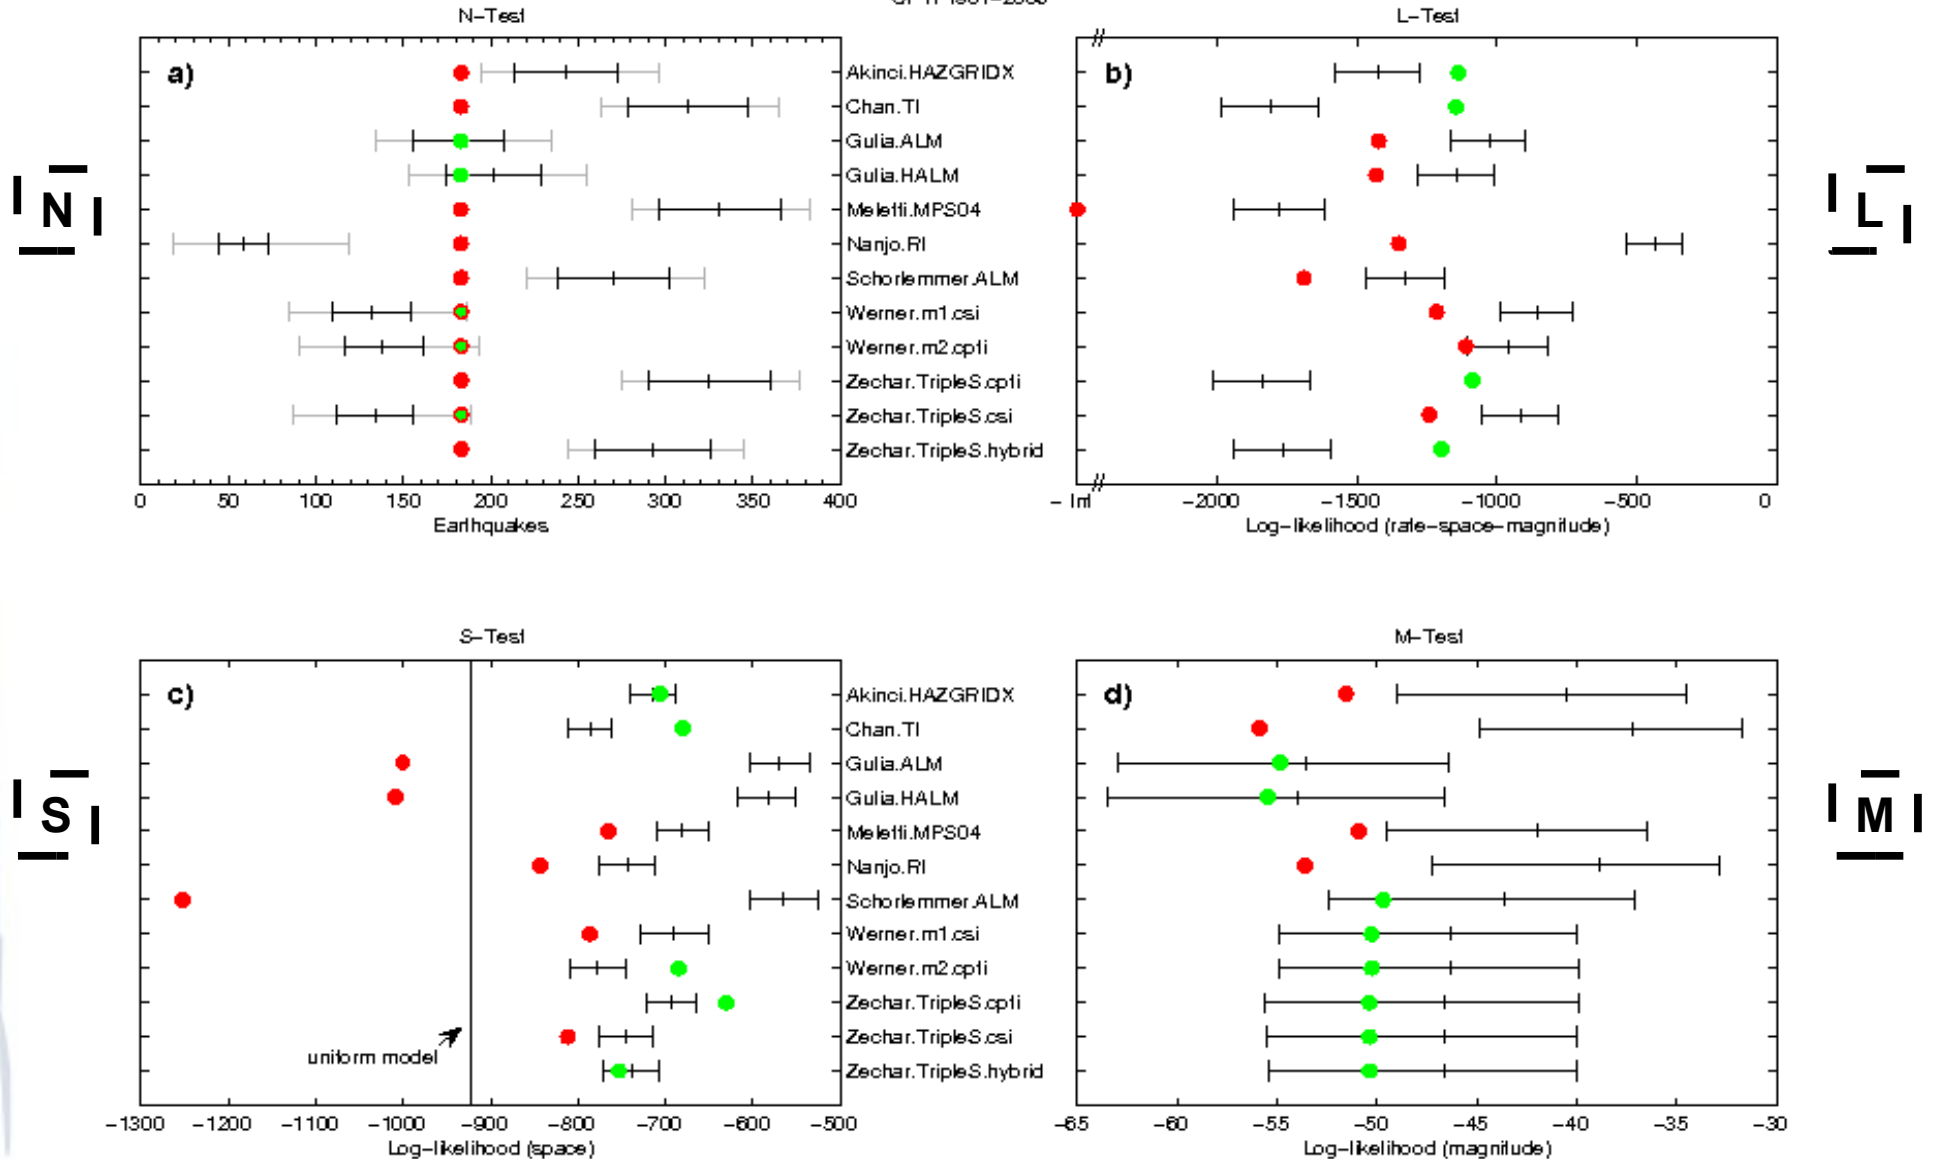 N-Test
L-Test
a)
b)
Akinci.HAZGRIDX
Chan.TI
Gulia.ALM
Gulia.HALM
Meletti.MPS04
Nanjo.RI
Schorlemmer.ALM
Werner.m1.csi
Werner.m2.cpti
Zechar.TripleS.cpti
Zechar.TripleS.csi
Zechar.TripleS.hybrid
N
L
0 50 100 150 200 250 300 350 400
Earthquakes
-Inf -2000 -1500 -1000 -500 0
Log-likelihood (rate-space-magnitude)
S-Test
M-Test
c)
d)
Akinci.HAZGRIDX
Chan.TI
Gulia.ALM
Gulia.HALM
Meletti.MPS04
Nanjo.RI
Schorlemmer.ALM
Werner.m1.csi
Werner.m2.cpti
Zechar.TripleS.cpti
Zechar.TripleS.csi
Zechar.TripleS.hybrid
S
M
uniform model
-1300 -1200 -1100 -1000 -900 -800 -700 -600 -500
Log-likelihood (space)
-65 -60 -55 -50 -45 -40 -35 -30
Log-likelihood (magnitude)